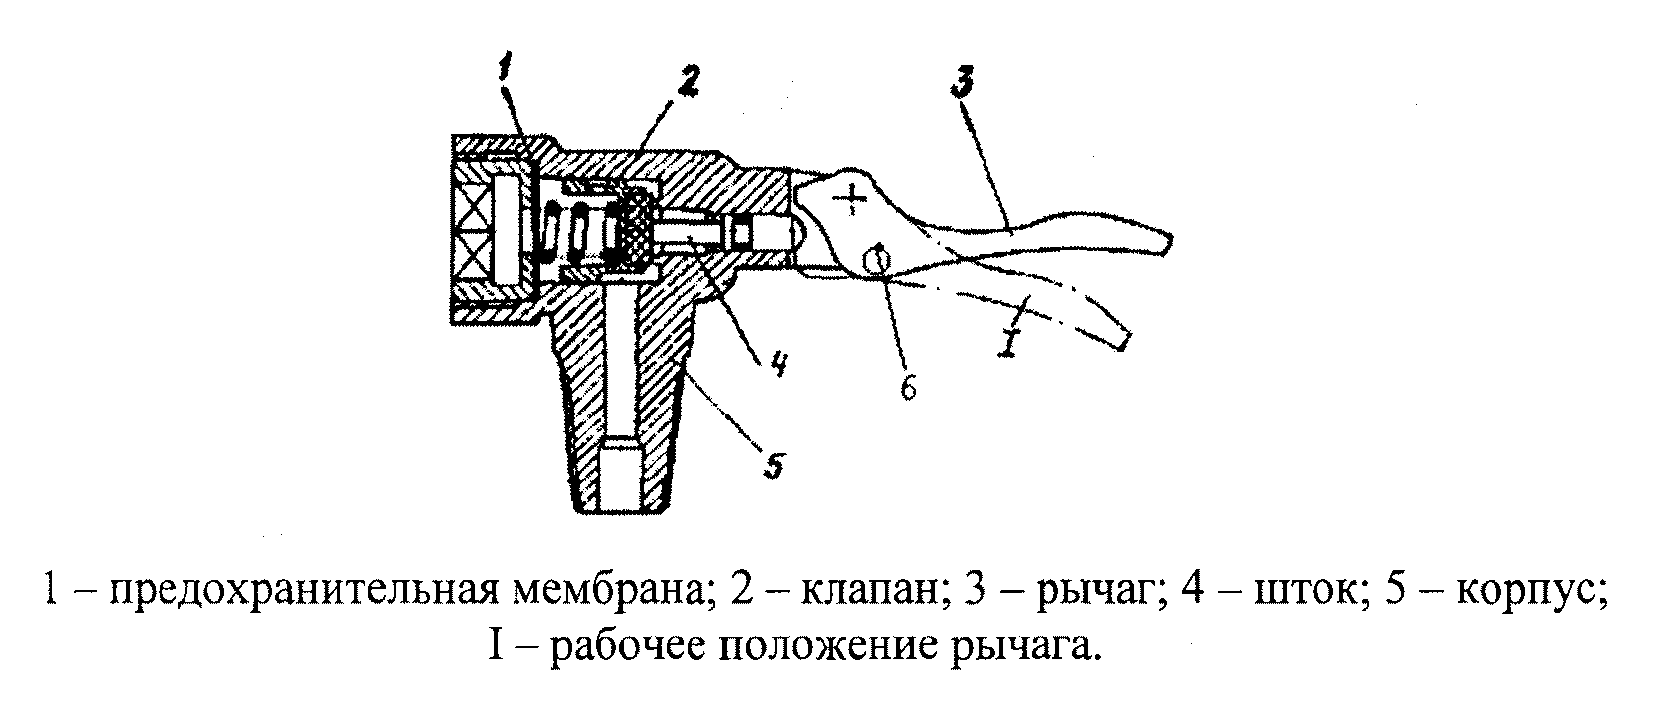 1 2 3
4 I 6
5
1 – предохранительная мембрана; 2 – клапан; 3 – рычаг; 4 – шток; 5 – корпус;
I – рабочее положение рычага.